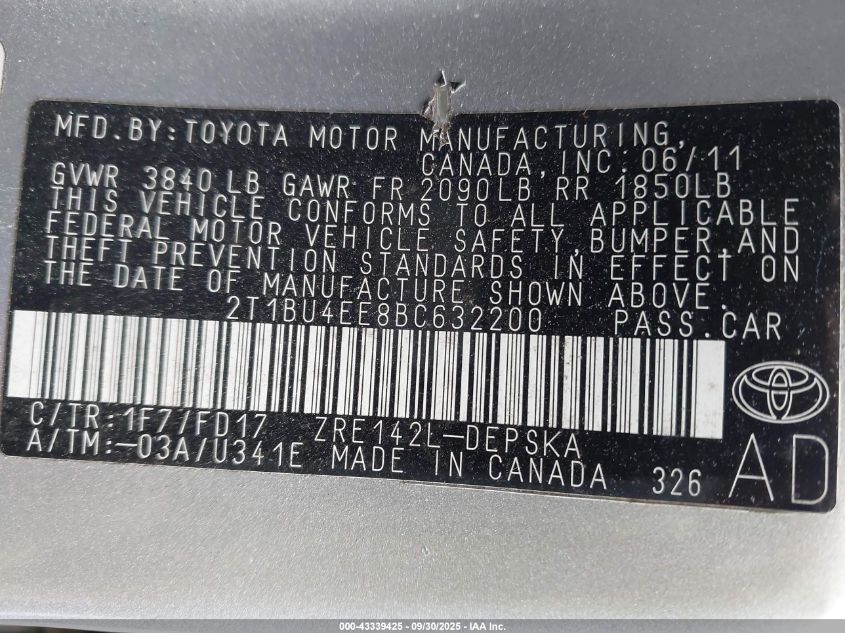 MFD.BY:TOYOTA MOTOR MANUFACTURING,
CANADA,INC. 06/11
GVWR 3840 LB GAWR FR 2090LB RR 1850LB
THIS VEHICLE CONFORMS TO ALL APPLICABLE
FEDERAL MOTOR VEHICLE SAFETY,BUMPER,AND
THEFT PREVENTION STANDARDS IN EFFECT ON
THE DATE OF MANUFACTURE SHOWN ABOVE.
2T1BU4EE8BC632200 PASS.CAR
C/TR:1F7/FD17 ZRE142L-DEPSKA
A/TM:-03A/U341E MADE IN CANADA 326
AD
000-43339425 - 09/30/2025 - IAA Inc.